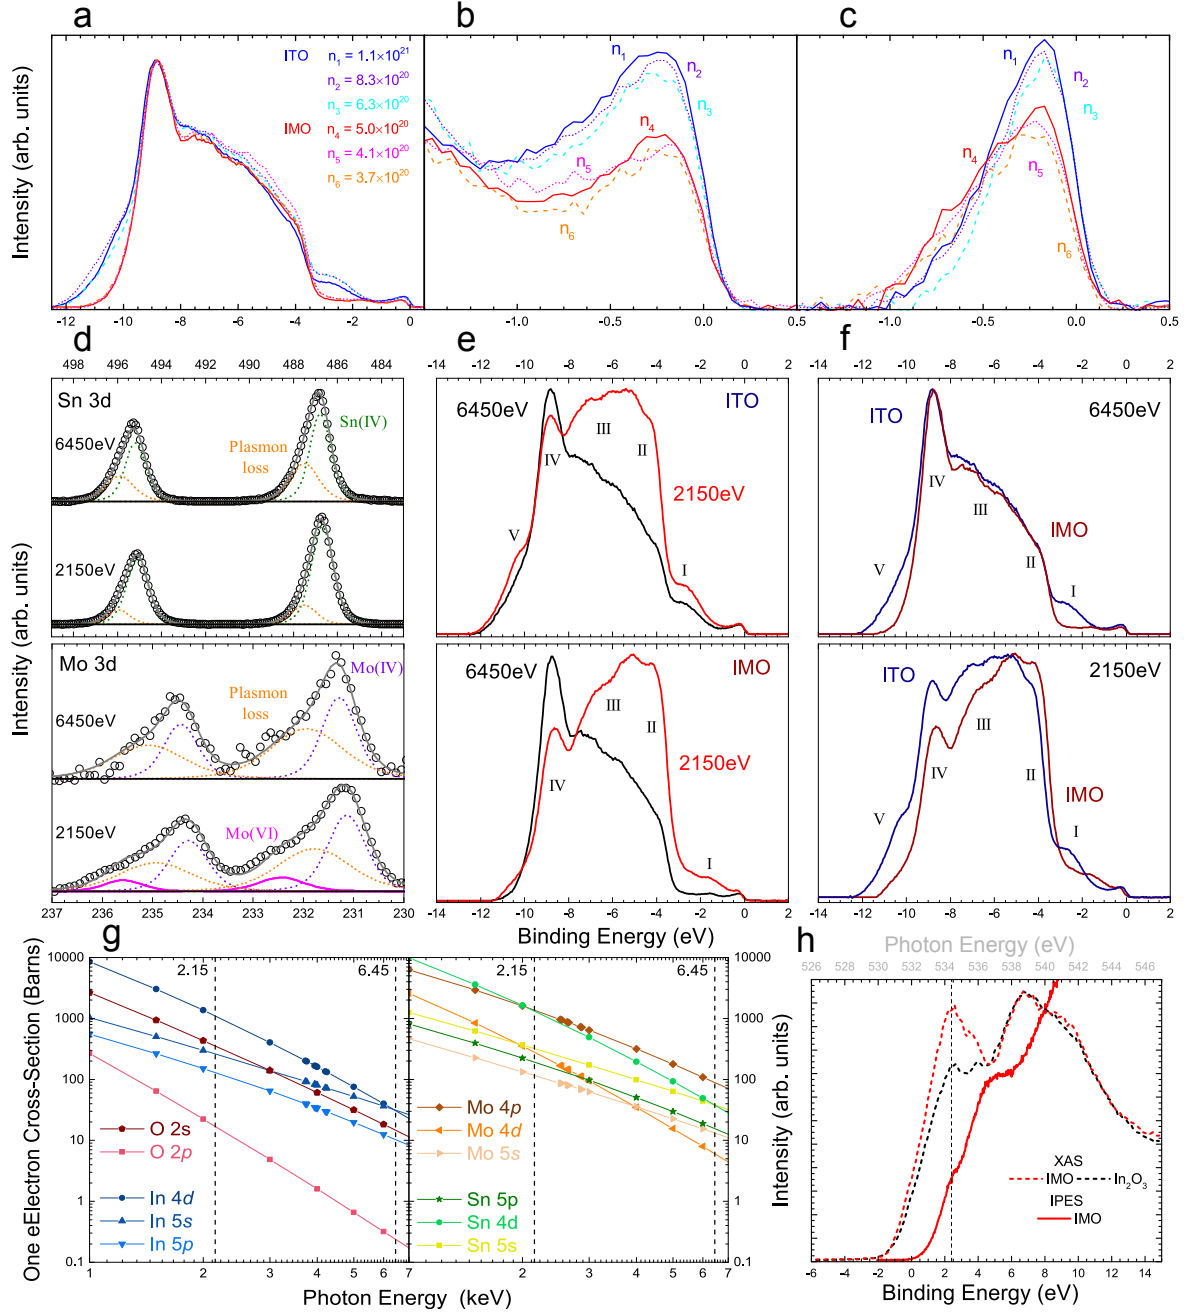 a
b
c
ITO n₁ = 1.1×10²¹
n₂ = 8.3×10²⁰
n₃ = 6.3×10²⁰
IMO n₄ = 5.0×10²⁰
n₅ = 4.1×10²⁰
n₆ = 3.7×10²⁰
Intensity (arb. units)
-12 -10 -8 -6 -4 -2 0
n₁
n₂
n₃
n₄
n₅
n₆
-1.0 -0.5 0.0 0.5
n₁
n₂
n₃
n₄
n₅
n₆
-1.0 -0.5 0.0 0.5
d
498 496 494 492 490 488 486 484
Sn 3d
6450eV
Plasmon
loss
Sn(IV)
2150eV
Mo 3d
6450eV
Plasmon
loss
Mo(IV)
2150eV
Mo(VI)
237 236 235 234 233 232 231 230
Intensity (arb. units)
e
-14 -12 -10 -8 -6 -4 -2 0 2
6450eV
ITO
III
IV
II
2150eV
V
I
6450eV
IMO
III
II
2150eV
IV
I
-14 -12 -10 -8 -6 -4 -2 0 2
Binding Energy (eV)
f
-14 -12 -10 -8 -6 -4 -2 0 2
ITO
6450eV
IV
III
IMO
V
II
I
ITO
2150eV
III
IV
II
IMO
V
I
-14 -12 -10 -8 -6 -4 -2 0 2
g
One eElectron Cross-Section (Barns)
10000
1000
100
10
1
0.1
2.15
6.45
O 2s
O 2p
In 4d
In 5s
In 5p
1 2 3 4 5 6 7
2.15
6.45
Mo 4p
Mo 4d
Mo 5s
Sn 5p
Sn 4d
Sn 5s
2 3 4 5 6 7
10000
1000
100
10
1
0.1
Photon Energy (keV)
h
Photon Energy (eV)
526 528 530 532 534 536 538 540 542 544 546
Intensity (arb. units)
XAS
IMO
In₂O₃
IPES
IMO
-6 -4 -2 0 2 4 6 8 10 12 14
Binding Energy (eV)